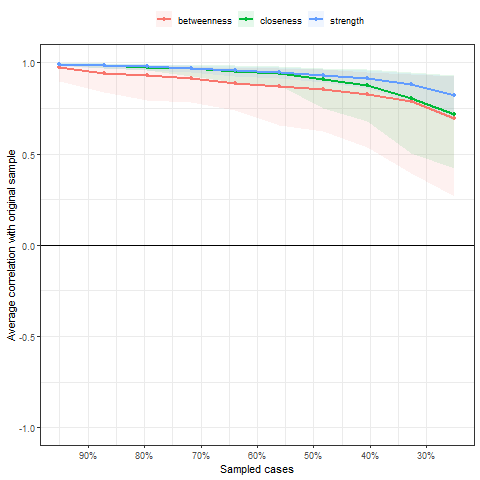 betweenness closeness strength
1.0
0.5
0.0
-0.5
-1.0
Average correlation with original sample
90% 80% 70% 60% 50% 40% 30%
Sampled cases